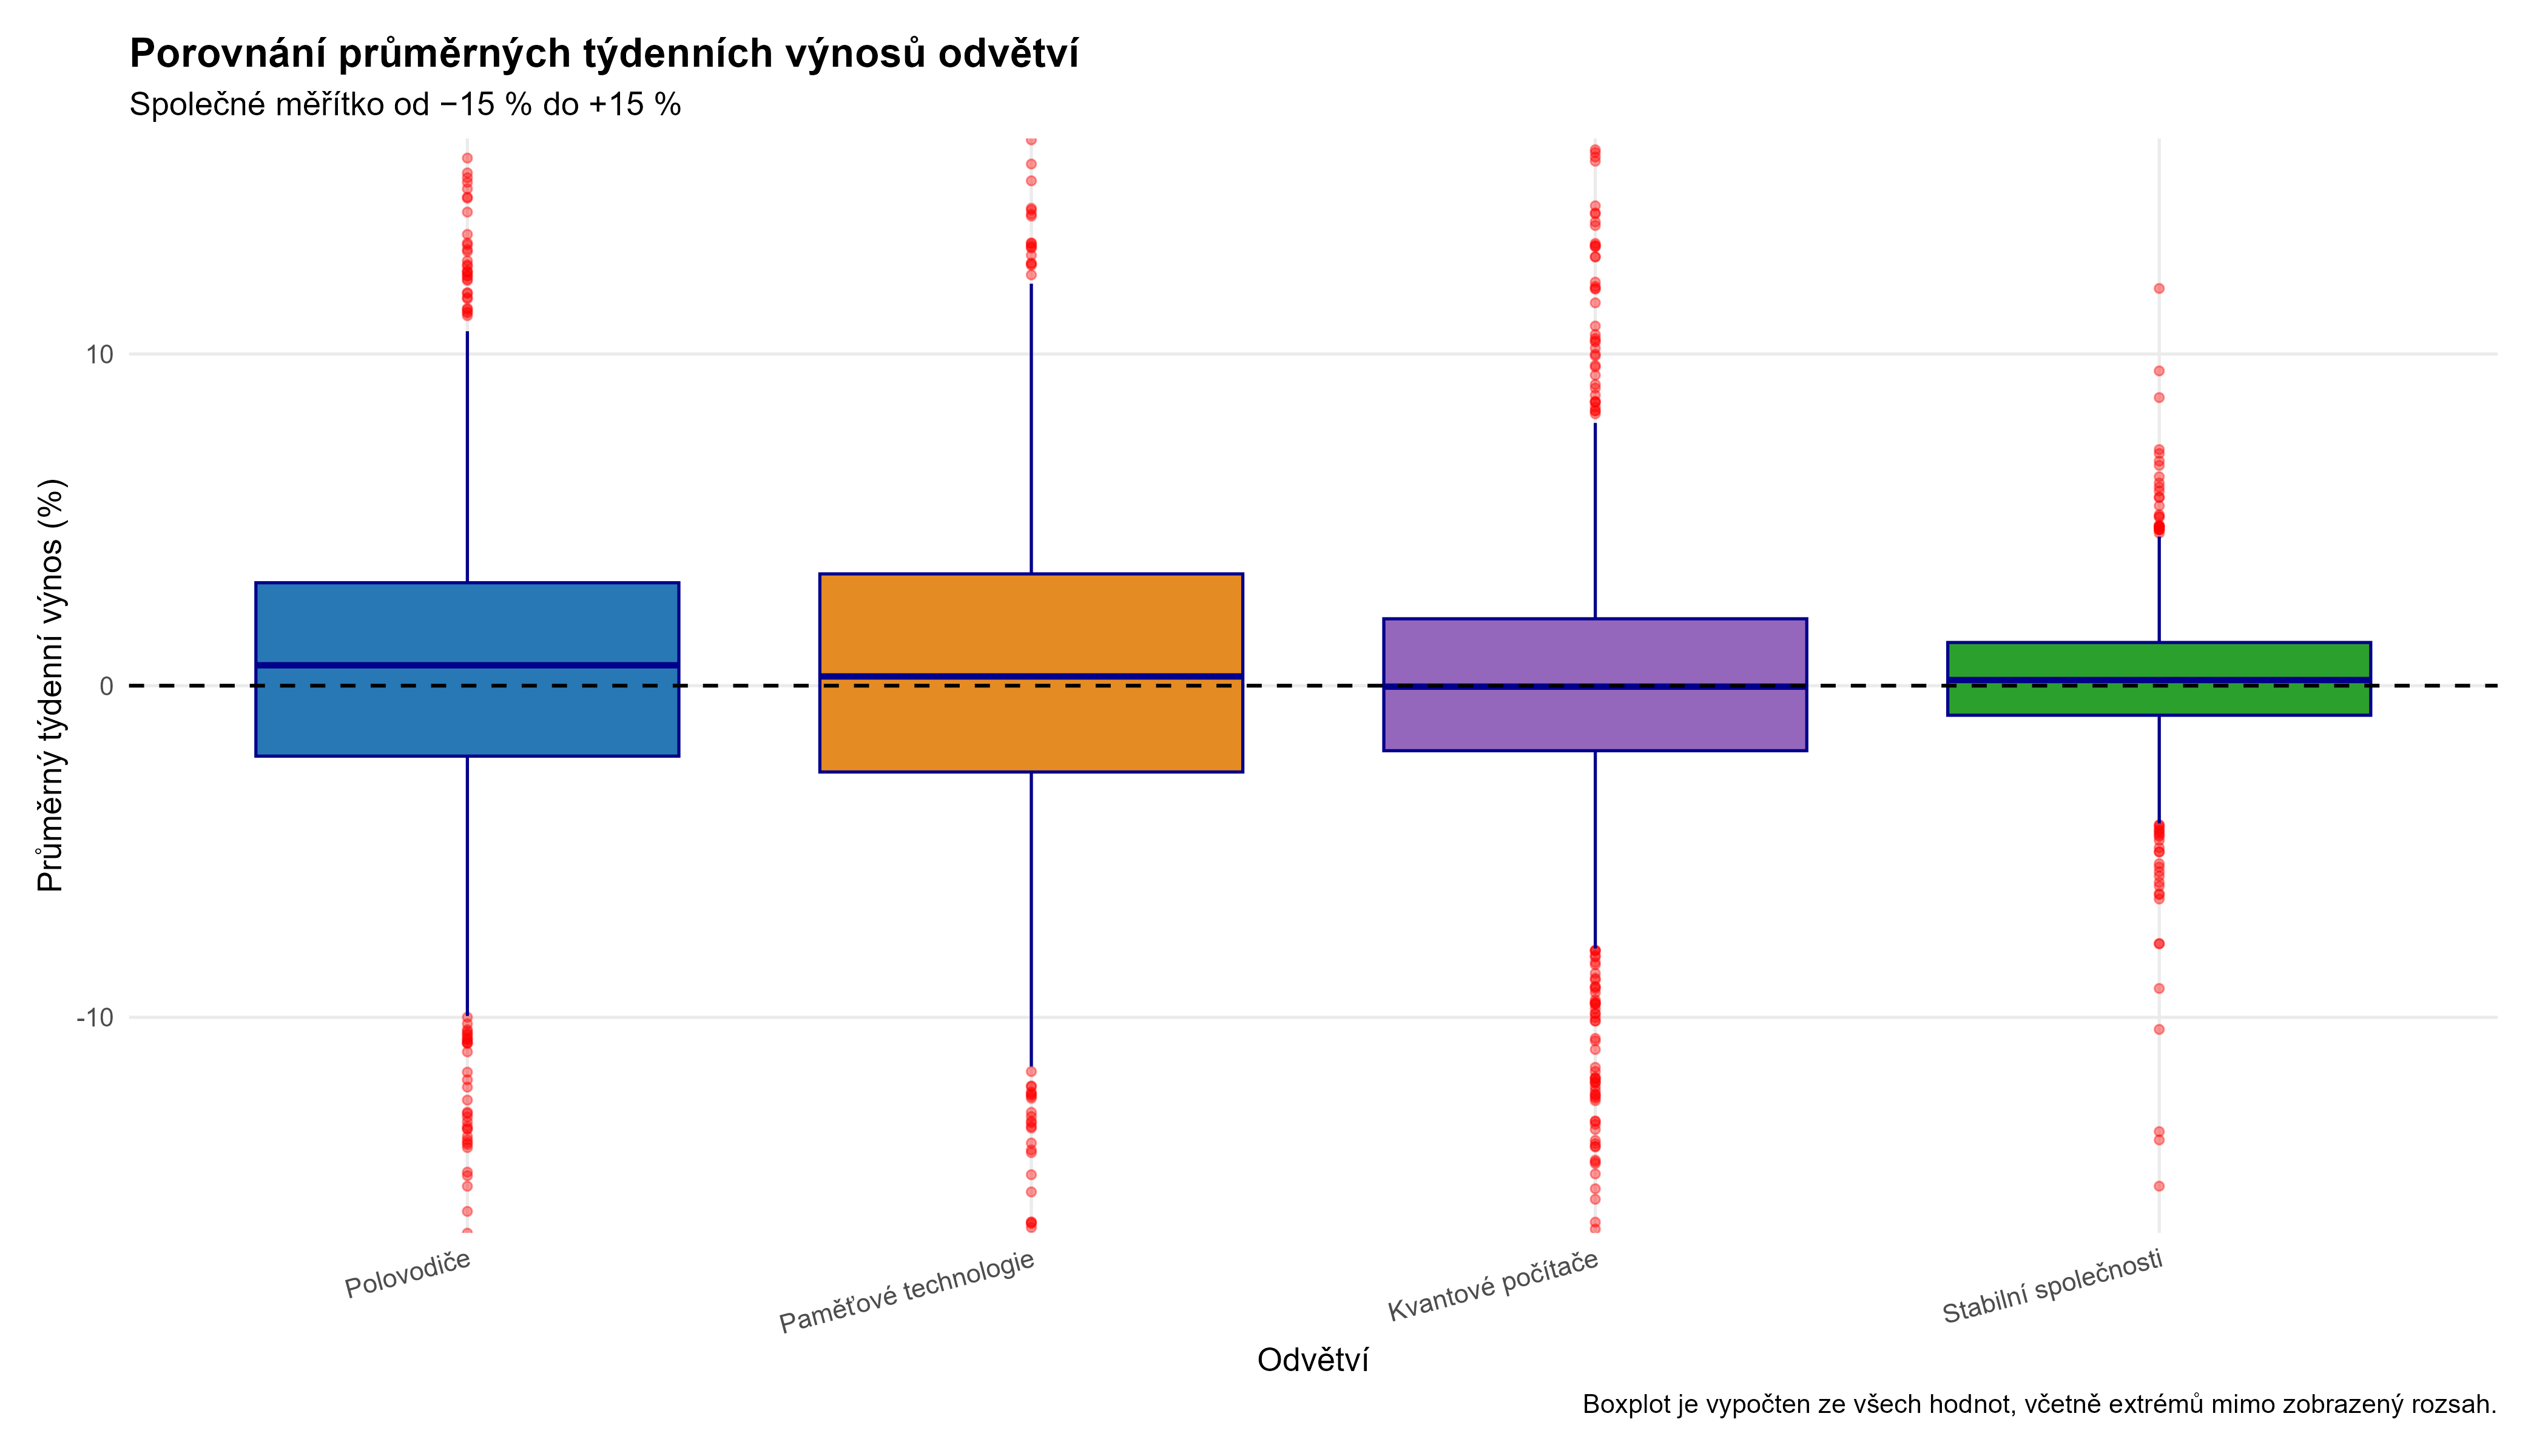 Porovnání průměrných týdenních výnosů odvětví
Společné měřítko od −15 % do +15 %
Průměrný týdenní výnos (%)
10
0
-10
Polovodiče
Paměťové technologie
Kvantové počítače
Stabilní společnosti
Odvětví
Boxplot je vypočten ze všech hodnot, včetně extrémů mimo zobrazený rozsah.